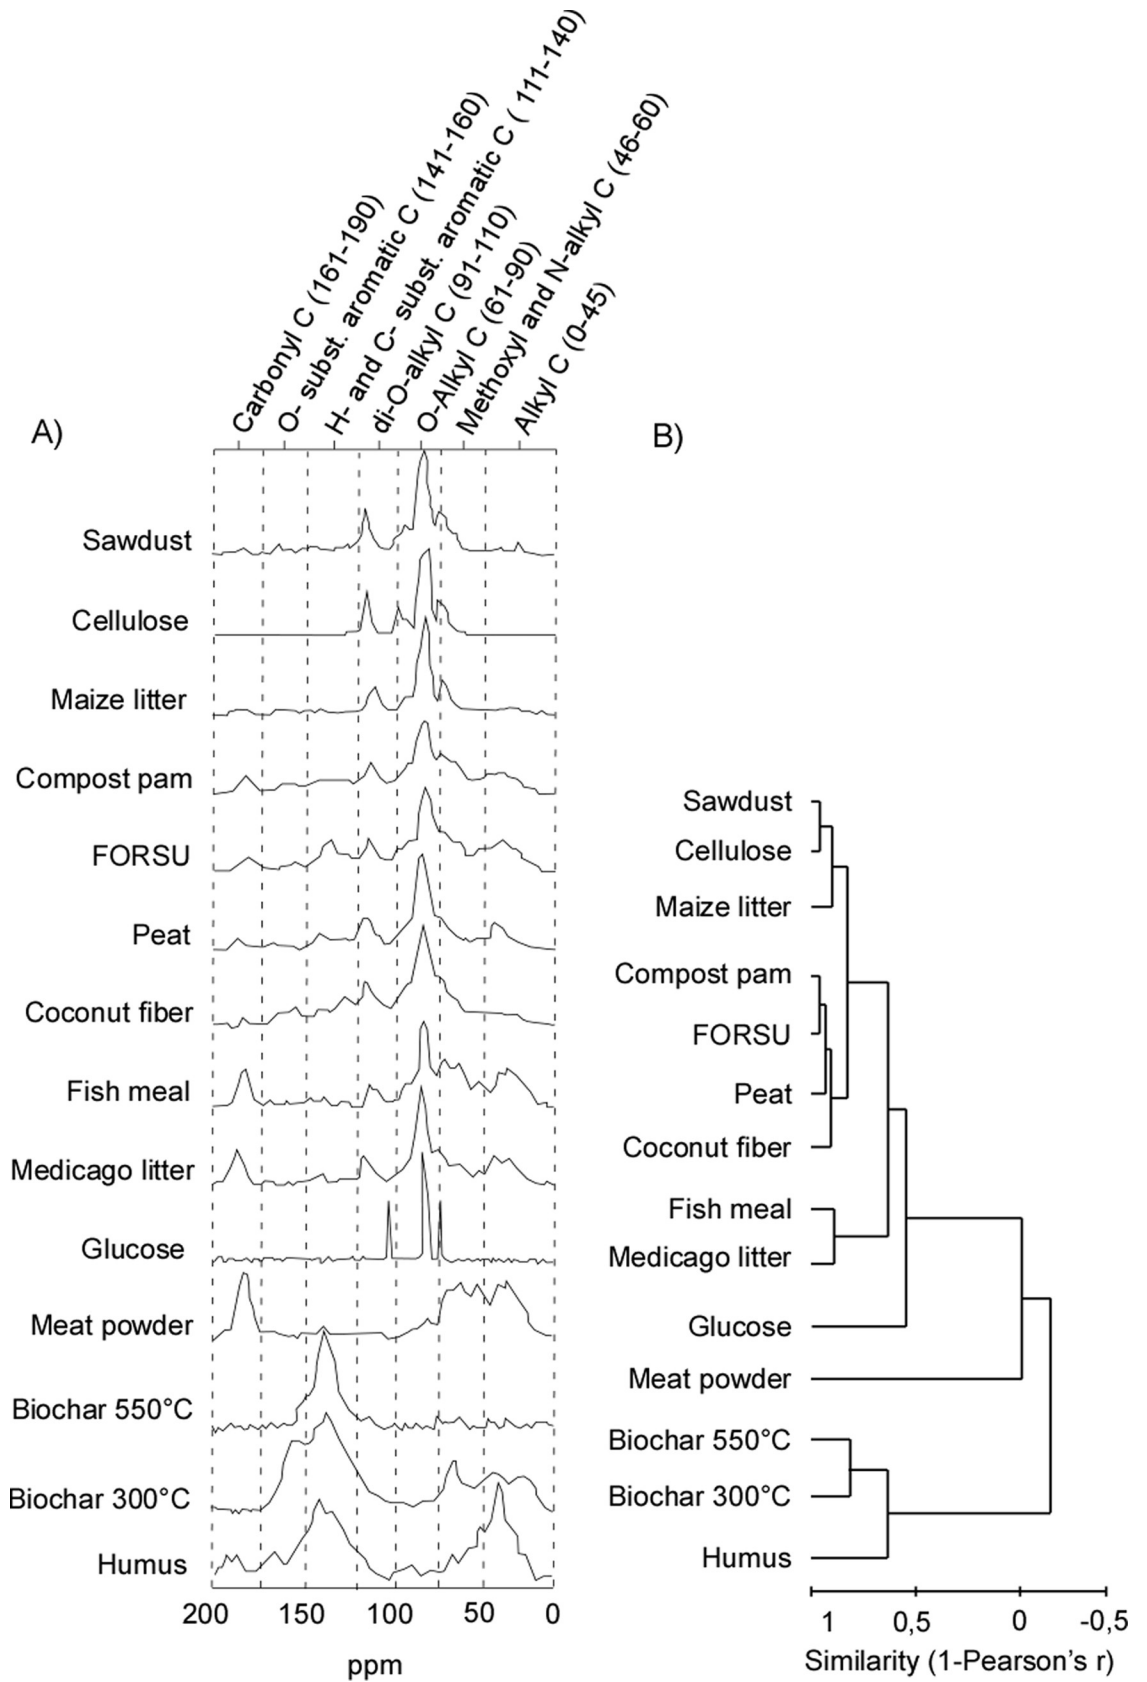 Carbonyl C (161-190)
O- subst. aromatic C (141-160)
H- and C- subst. aromatic C ( 111-140)
di-O-alkyl C (91-110)
O-Alkyl C (61-90)
Methoxyl and N-alkyl C (46-60)
Alkyl C (0-45)
A)
Sawdust
Cellulose
Maize litter
Compost pam
FORSU
Peat
Coconut fiber
Fish meal
Medicago litter
Glucose
Meat powder
Biochar 550°C
Biochar 300°C
Humus
200 150 100 50 0
ppm
B)
Sawdust
Cellulose
Maize litter
Compost pam
FORSU
Peat
Coconut fiber
Fish meal
Medicago litter
Glucose
Meat powder
Biochar 550°C
Biochar 300°C
Humus
1 0,5 0 -0,5
Similarity (1-Pearson's r)